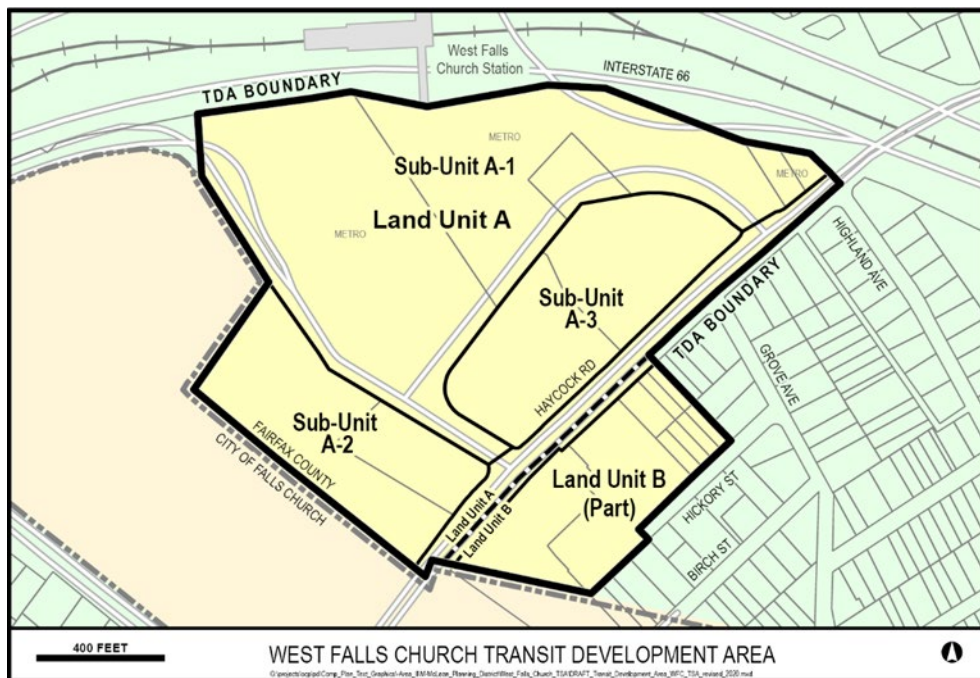 West Falls
Church Station
INTERSTATE 66
TDA BOUNDARY
METRO
METRO
Sub-Unit A-1
Land Unit A
METRO
HIGHLAND AVE
Sub-Unit
A-3
TDA BOUNDARY
GROVE AVE
HAYCOCK RD
Sub-Unit
A-2
FAIRFAX COUNTY
CITY OF FALLS CHURCH
Land Unit B
(Part)
HICKORY ST
Land Unit A
Land Unit B
BIRCH ST
400 FEET
WEST FALLS CHURCH TRANSIT DEVELOPMENT AREA